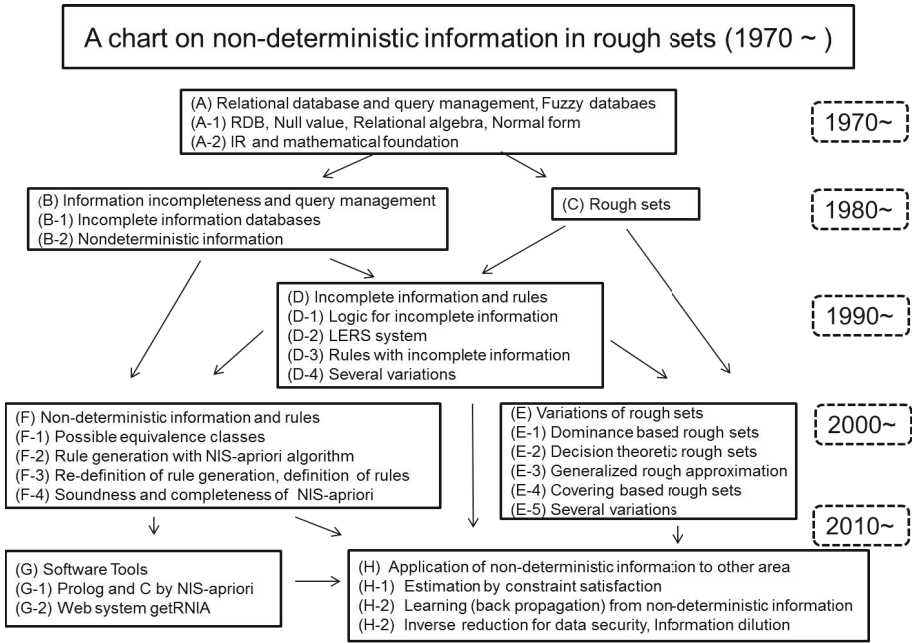 A chart on non-deterministic information in rough sets (1970 ~ )
(A) Relational database and query management, Fuzzy databaes
(A-1) RDB, Null value, Relational algebra, Normal form
(A-2) IR and mathematical foundation
1970~
(B) Information incompleteness and query management
(B-1) Incomplete information databases
(B-2) Nondeterministic information
(C) Rough sets
1980~
(D) Incomplete information and rules
(D-1) Logic for incomplete information
(D-2) LERS system
(D-3) Rules with incomplete information
(D-4) Several variations
1990~
(F) Non-deterministic information and rules
(F-1) Possible equivalence classes
(F-2) Rule generation with NIS-apriori algorithm
(F-3) Re-definition of rule generation, definition of rules
(F-4) Soundness and completeness of NIS-apriori
(E) Variations of rough sets
(E-1) Dominance based rough sets
(E-2) Decision theoretic rough sets
(E-3) Generalized rough approximation
(E-4) Covering based rough sets
(E-5) Several variations
2000~
2010~
(G) Software Tools
(G-1) Prolog and C by NIS-apriori
(G-2) Web system getRNIA
(H) Application of non-deterministic information to other area
(H-1) Estimation by constraint satisfaction
(H-2) Learning (back propagation) from non-deterministic information
(H-2) Inverse reduction for data security, Information dilution